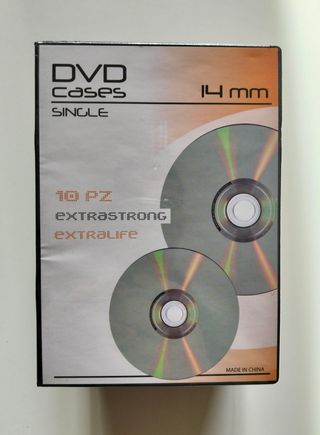 DVD
cases
14 mm
SINGLE
10 PZ
extrastrong
extralife
MADE IN CHINA